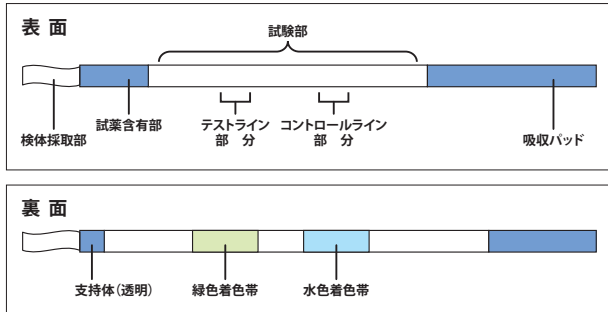 表 面
試験部
検体採取部
試薬含有部
テストライン
部 分
コントロールライン
部 分
吸収パッド
裏 面
支持体(透明)
緑色着色帯
水色着色帯